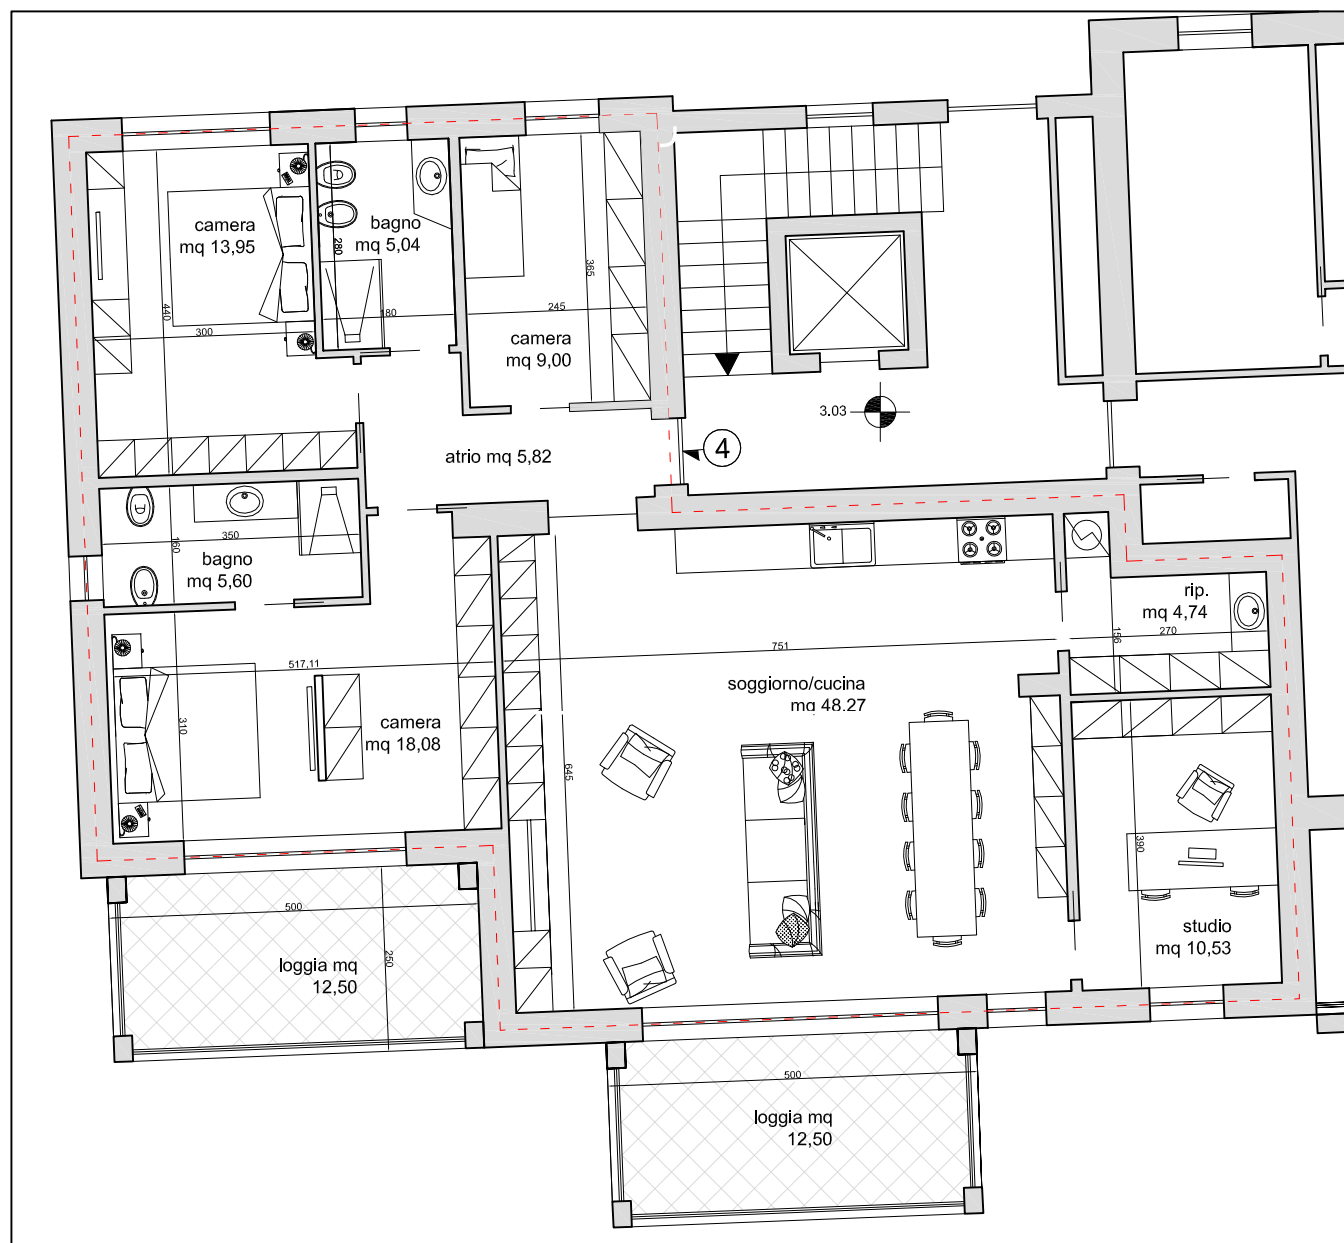 camera
mq 13,95
bagno
mq 5,04
280
365
440
300
180
245
camera
mq 9,00
3.03
4
atrio mq 5,82
350
160
bagno
mq 5,60
rip.
mq 4,74
156
270
751
517,11
soggiorno/cucina
mq 48,27
310
camera
mq 18,08
645
390
studio
mq 10,53
500
250
loggia mq
12,50
500
loggia mq
12,50